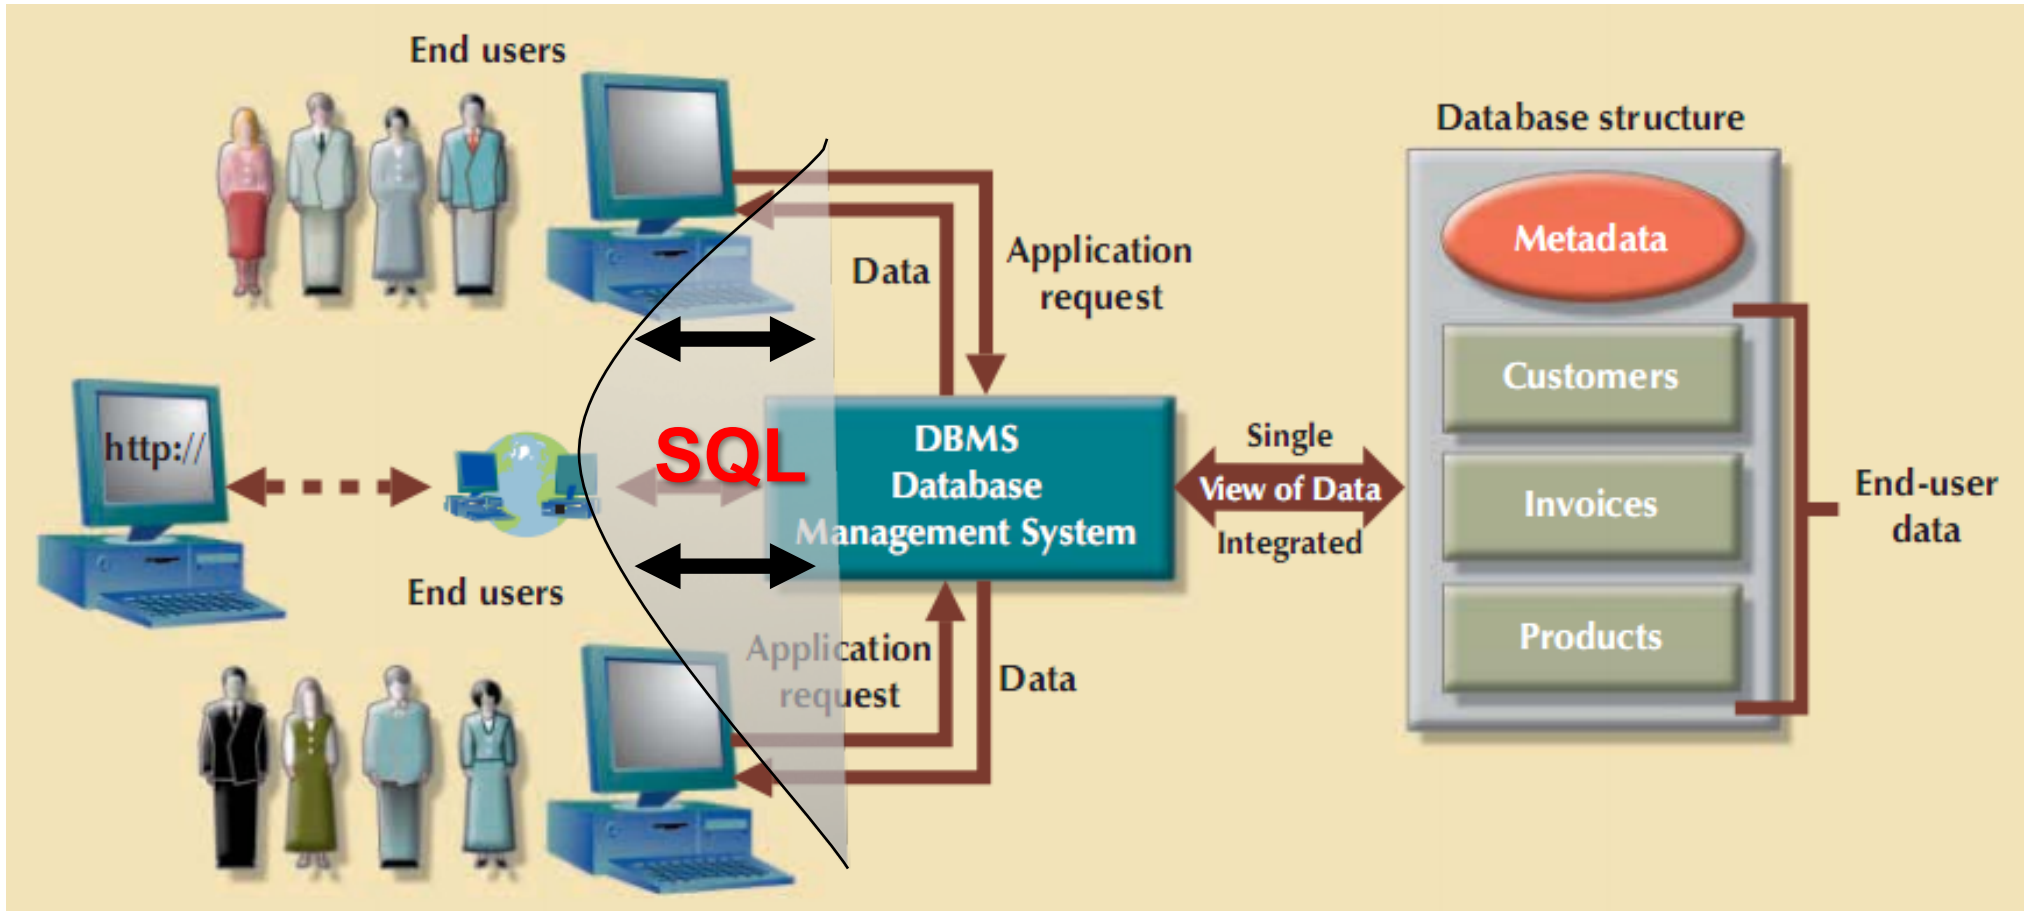 End users
Database structure
Metadata
Data
Application
request
Customers
http://
SQL
DBMS
Database
Management System
Single
View of Data
Integrated
Invoices
End-user
data
End users
Application
request
Data
Products